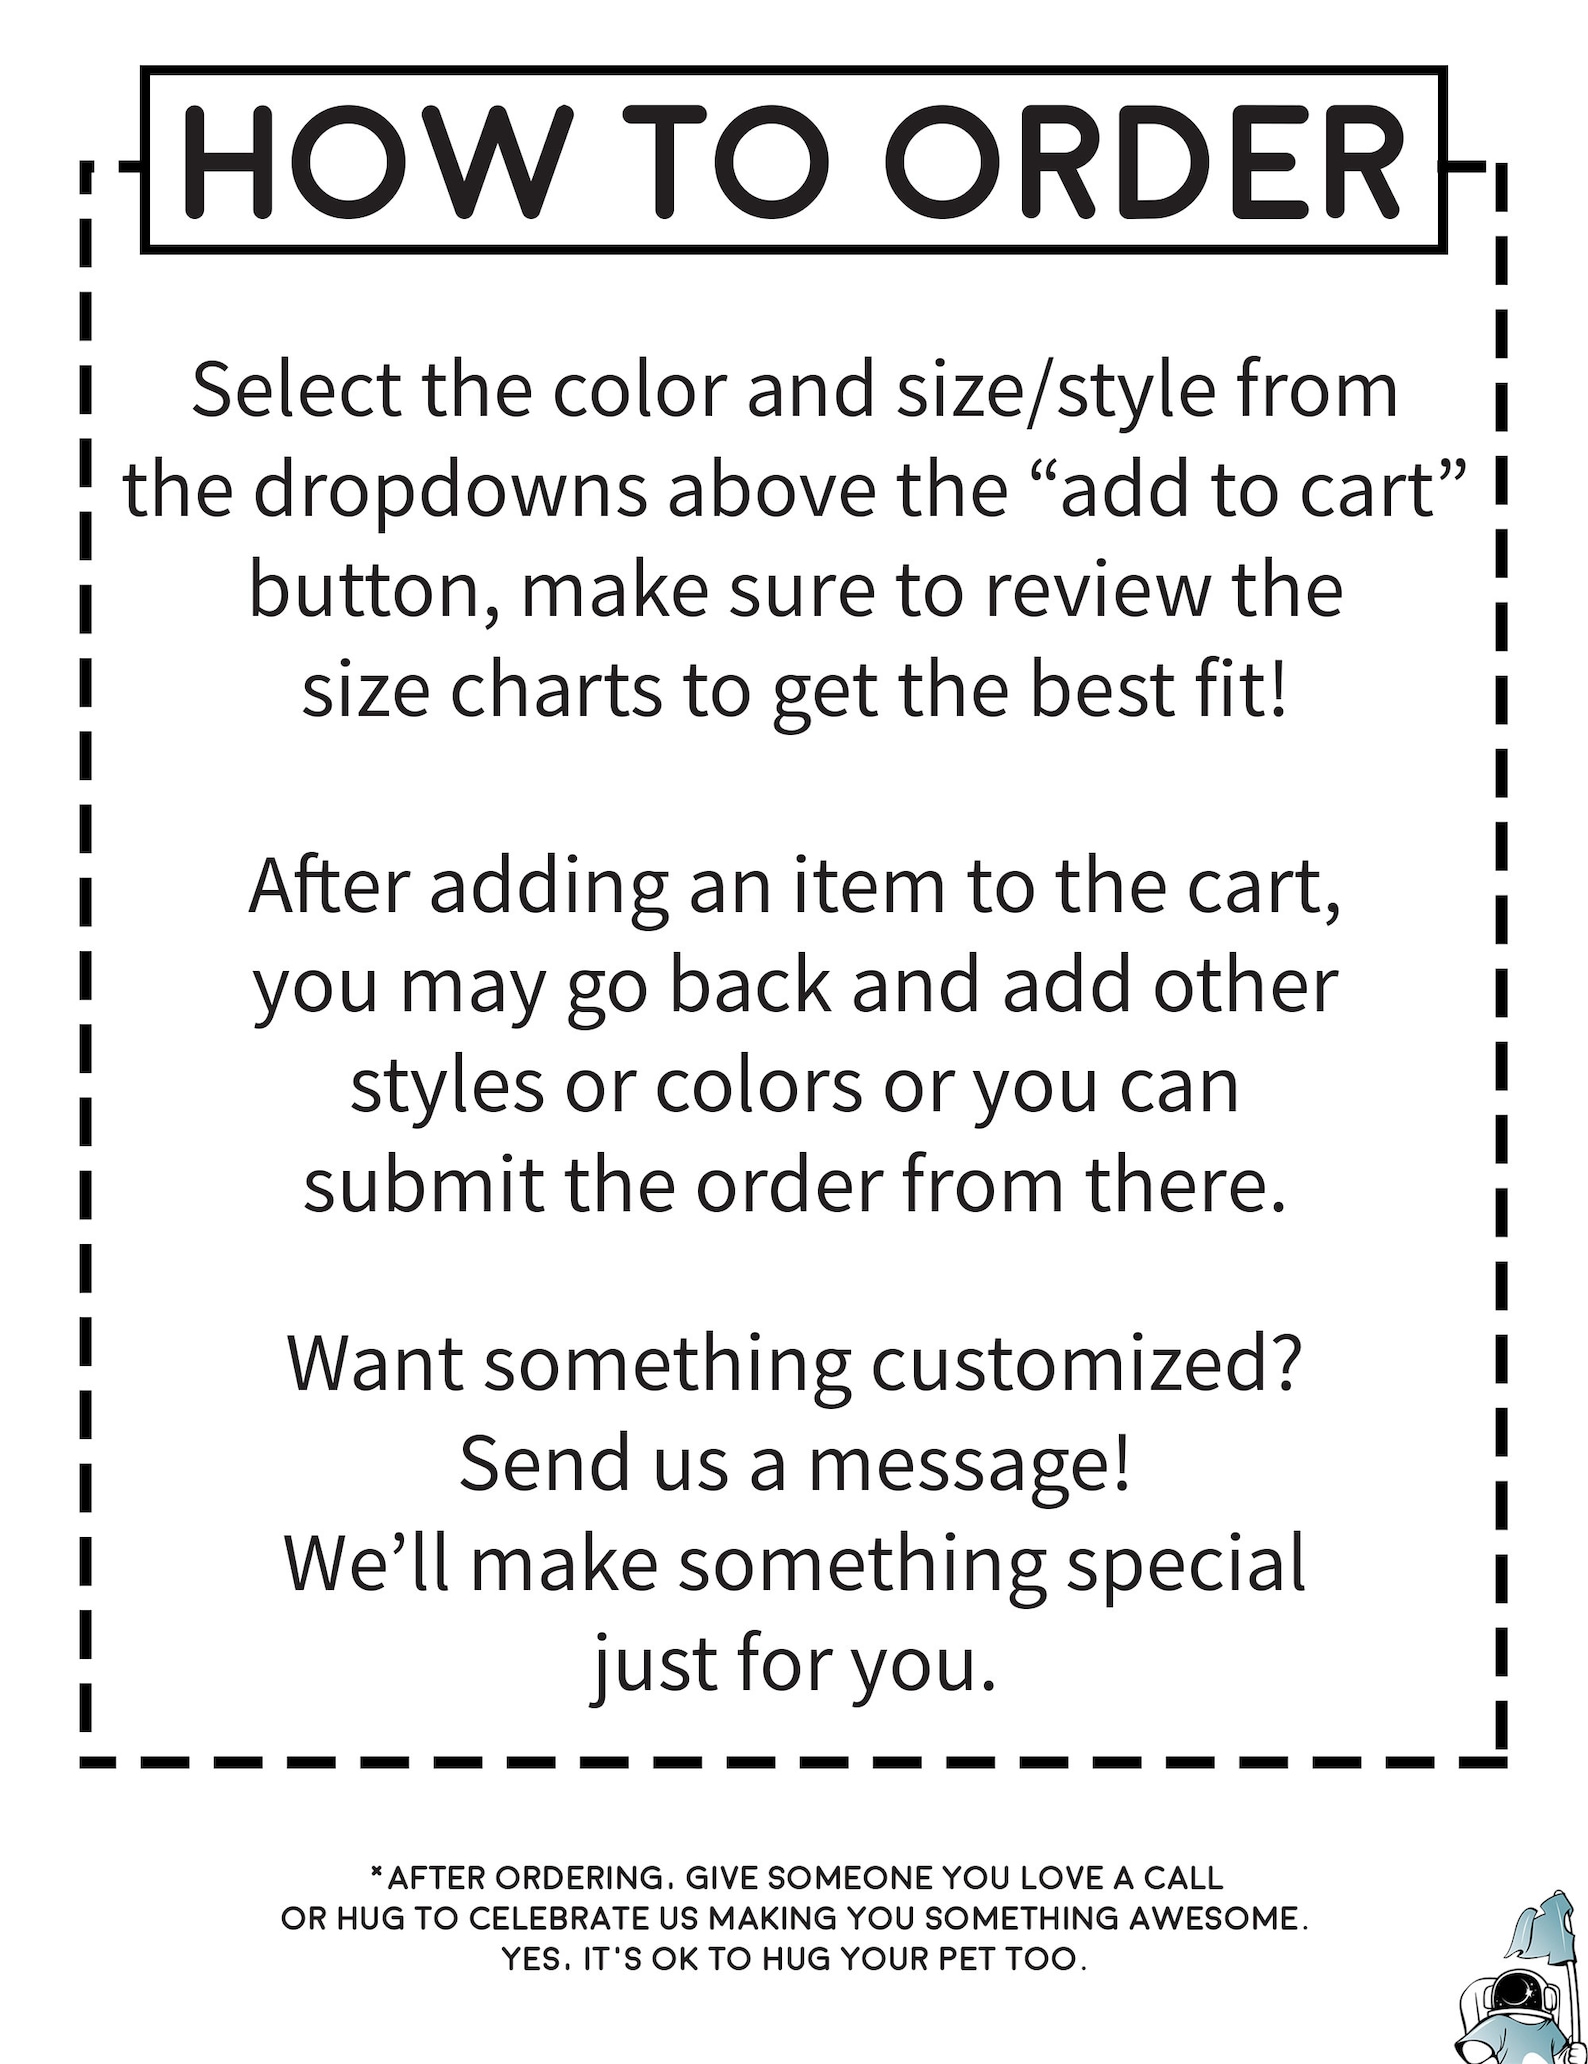 HOW TO ORDER
Select the color and size/style from
the dropdowns above the “add to cart”
button, make sure to review the
size charts to get the best fit!
After adding an item to the cart,
you may go back and add other
styles or colors or you can
submit the order from there.
Want something customized?
Send us a message!
We’ll make something special
just for you.
*AFTER ORDERING, GIVE SOMEONE YOU LOVE A CALL
OR HUG TO CELEBRATE US MAKING YOU SOMETHING AWESOME.
YES, IT'S OK TO HUG YOUR PET TOO.